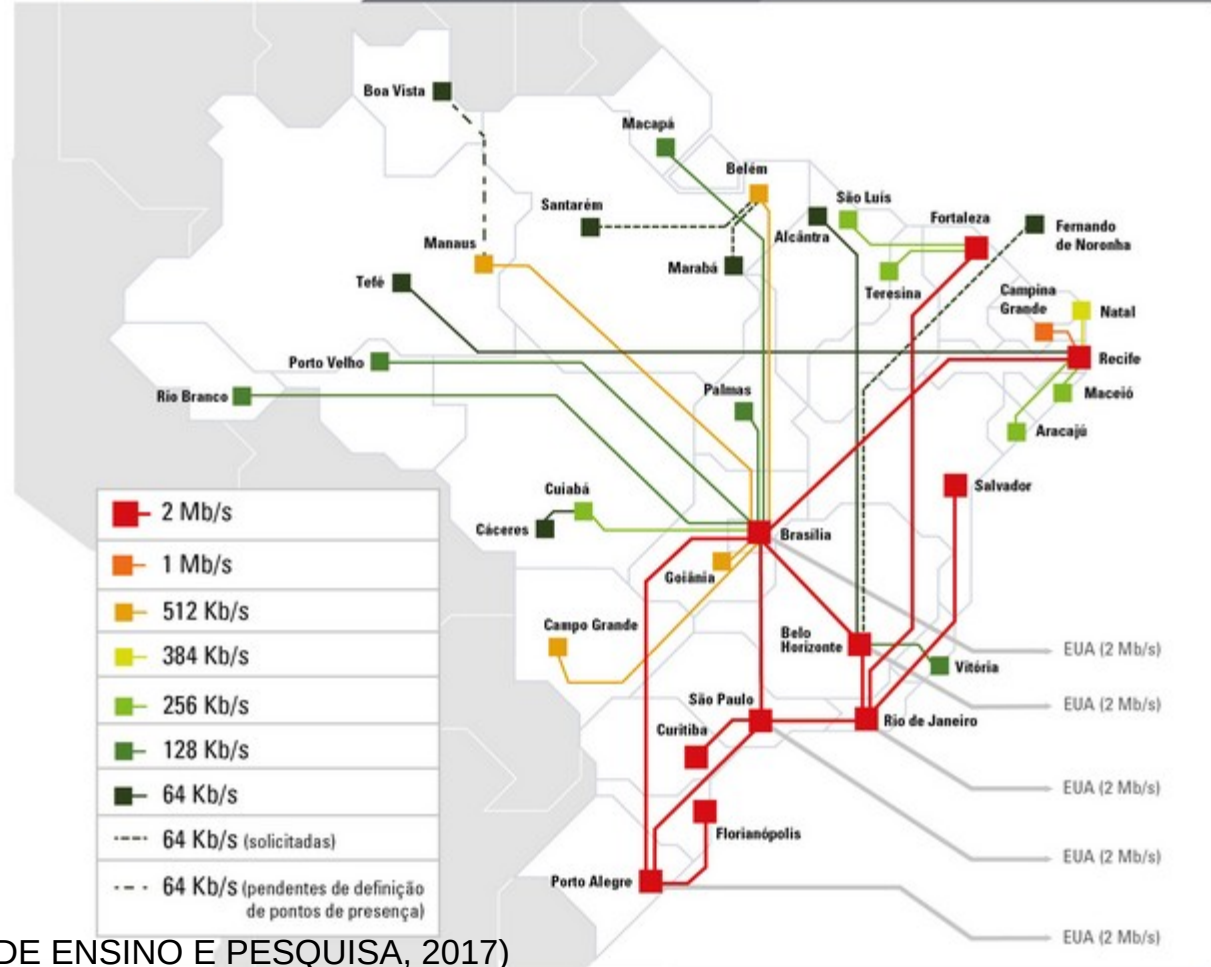 Boa Vista
Macapá
Belém
Santarém
São Luís
Fortaleza
Alcântra
Fernando
de Noronha
Manaus
Marabá
Tefé
Teresina
Campina
Grande
Natal
Porto Velho
Recife
Rio Branco
Palmas
Maceió
Aracajú
Salvador
Cuiabá
Cáceres
Brasília
Goiânia
Campo Grande
Belo
Horizonte
Vitória
São Paulo
Curitiba
Rio de Janeiro
Florianópolis
Porto Alegre
EUA (2 Mb/s)
EUA (2 Mb/s)
EUA (2 Mb/s)
EUA (2 Mb/s)
EUA (2 Mb/s)
2 Mb/s
1 Mb/s
512 Kb/s
384 Kb/s
256 Kb/s
128 Kb/s
64 Kb/s
64 Kb/s (solicitadas)
64 Kb/s (pendentes de definição
de pontos de presença)
DE ENSINO E PESQUISA, 2017)